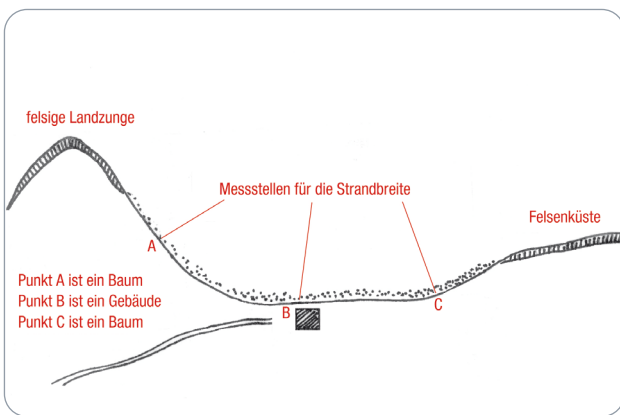 felsige Landzunge
Messstellen für die Strandbreite
Felsenküste
A
Punkt A ist ein Baum
Punkt B ist ein Gebäude
Punkt C ist ein Baum
B
C